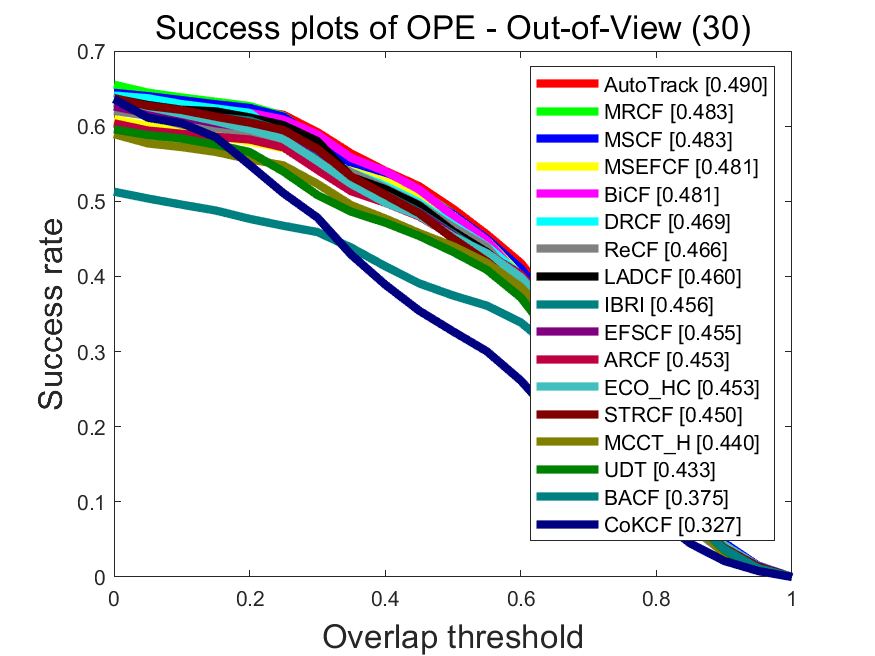 Success plots of OPE - Out-of-View (30)
0.7
0.6
0.5
0.4
0.3
0.2
0.1
0
Success rate
AutoTrack [0.490]
MRCF [0.483]
MSCF [0.483]
MSEFCF [0.481]
BiCF [0.481]
DRCF [0.469]
ReCF [0.466]
LADCF [0.460]
IBRI [0.456]
EFSCF [0.455]
ARCF [0.453]
ECO_HC [0.453]
STRCF [0.450]
MCCT_H [0.440]
UDT [0.433]
BACF [0.375]
CoKCF [0.327]
0 0.2 0.4 0.6 0.8 1
Overlap threshold